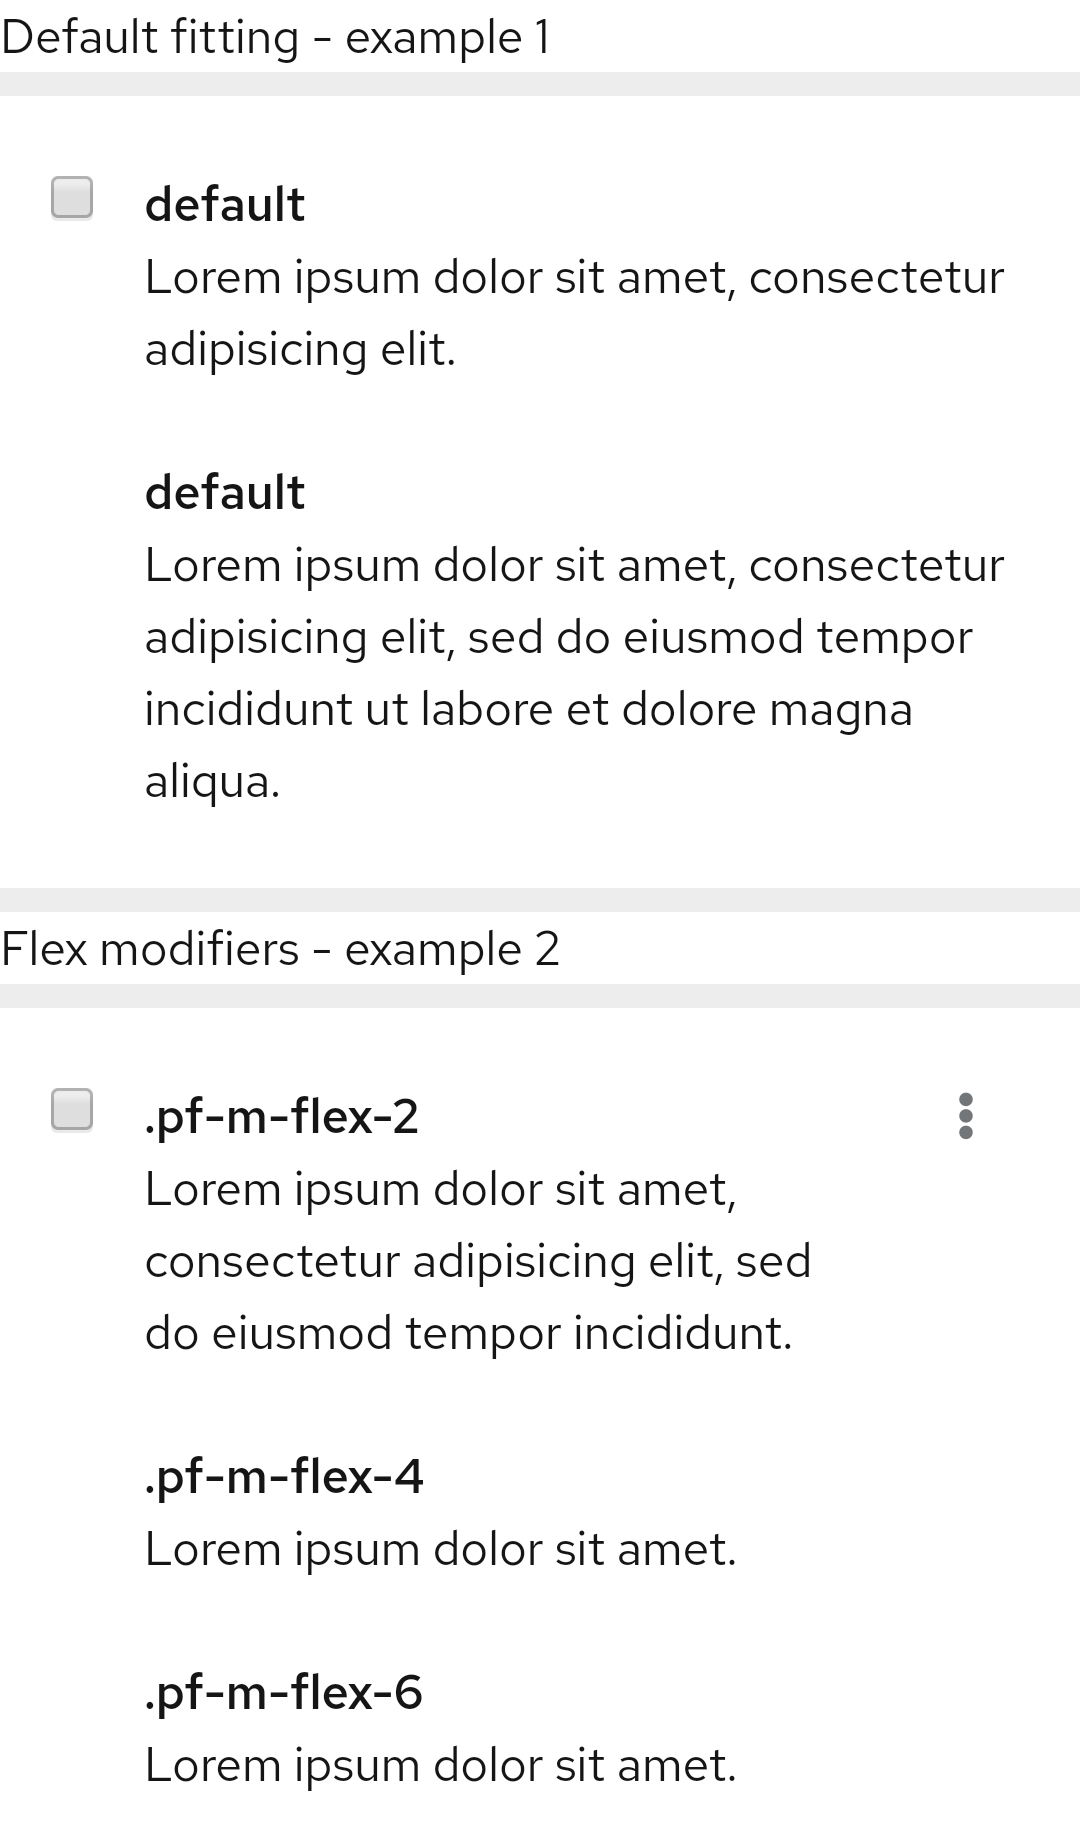 Default fitting - example 1
default
Lorem ipsum dolor sit amet, consectetur
adipisicing elit.
default
Lorem ipsum dolor sit amet, consectetur
adipisicing elit, sed do eiusmod tempor
incididunt ut labore et dolore magna
aliqua.
Flex modifiers - example 2
.pf-m-flex-2
Lorem ipsum dolor sit amet,
consectetur adipisicing elit, sed
do eiusmod tempor incididunt.
.pf-m-flex-4
Lorem ipsum dolor sit amet.
.pf-m-flex-6
Lorem ipsum dolor sit amet.